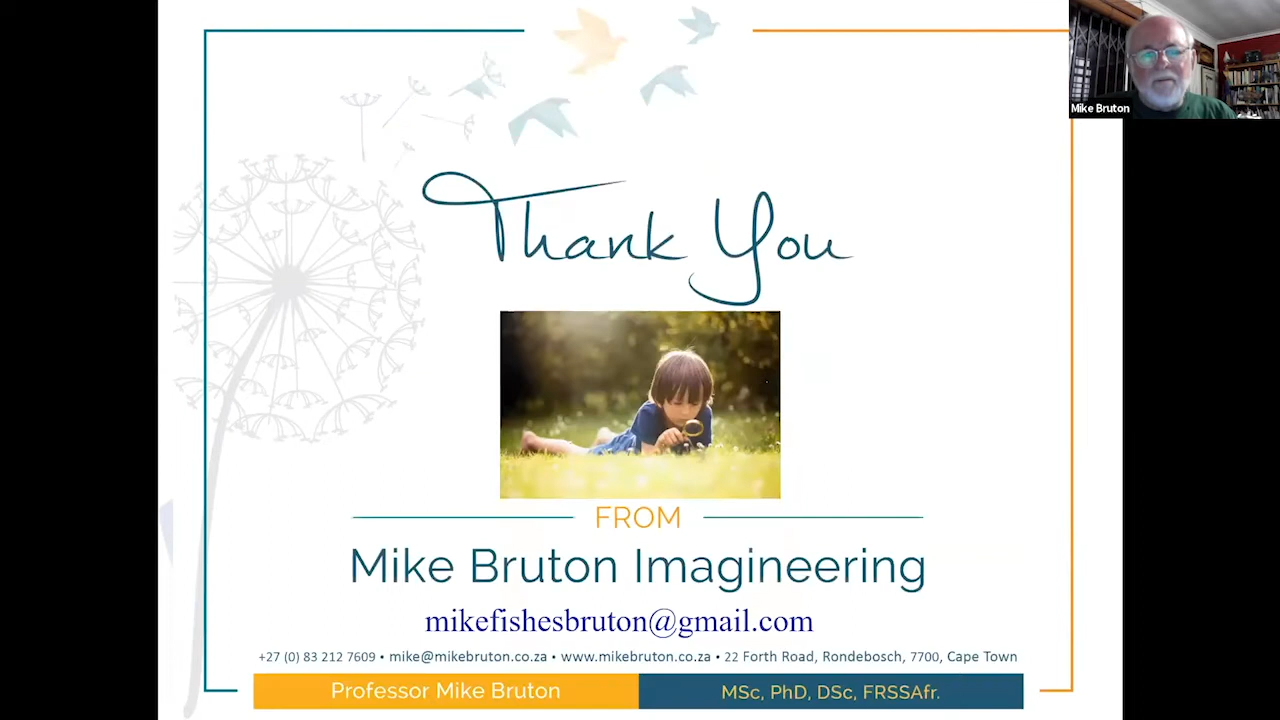 Mike Bruton
Thank You
FROM
Mike Bruton Imagineering
mikefishesbruton@gmail.com
+27 (0) 83 212 7609 • mike@mikebruton.co.za • www.mikebruton.co.za • 22 Forth Road, Rondebosch, 7700, Cape Town
Professor Mike Bruton
MSc, PhD, DSc, FRSSAfr.